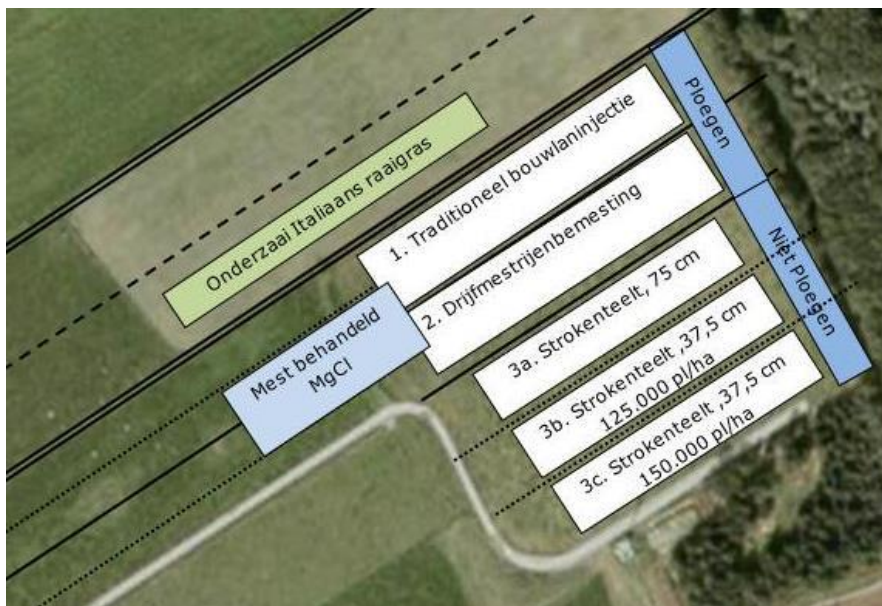 Ploegen
Niet Ploegen
Onderzaai Italiaans raaigras
1. Traditioneel bouwlaninjectie
2. Drijfmestrijenbemesting
Mest behandeld
MgCl
3a. Strokenteelt, 75 cm
3b. Strokenteelt ,37,5 cm
125.000 pl/ha
3c. Strokenteelt ,37,5 cm
150.000 pl/ha